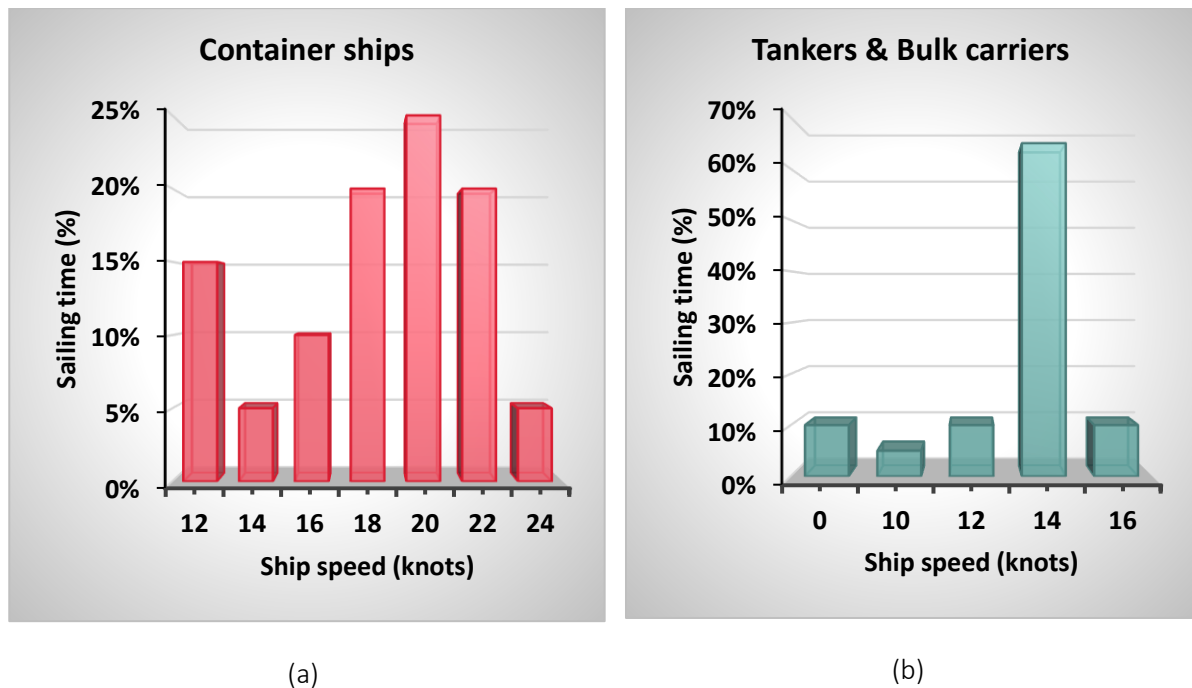 Container ships
25%
20%
15%
10%
5%
0%
Sailing time (%)
12 14 16 18 20 22 24
Ship speed (knots)
(a)
Tankers & Bulk carriers
70%
60%
50%
40%
30%
20%
10%
0%
Sailing time (%)
0 10 12 14 16
Ship speed (knots)
(b)